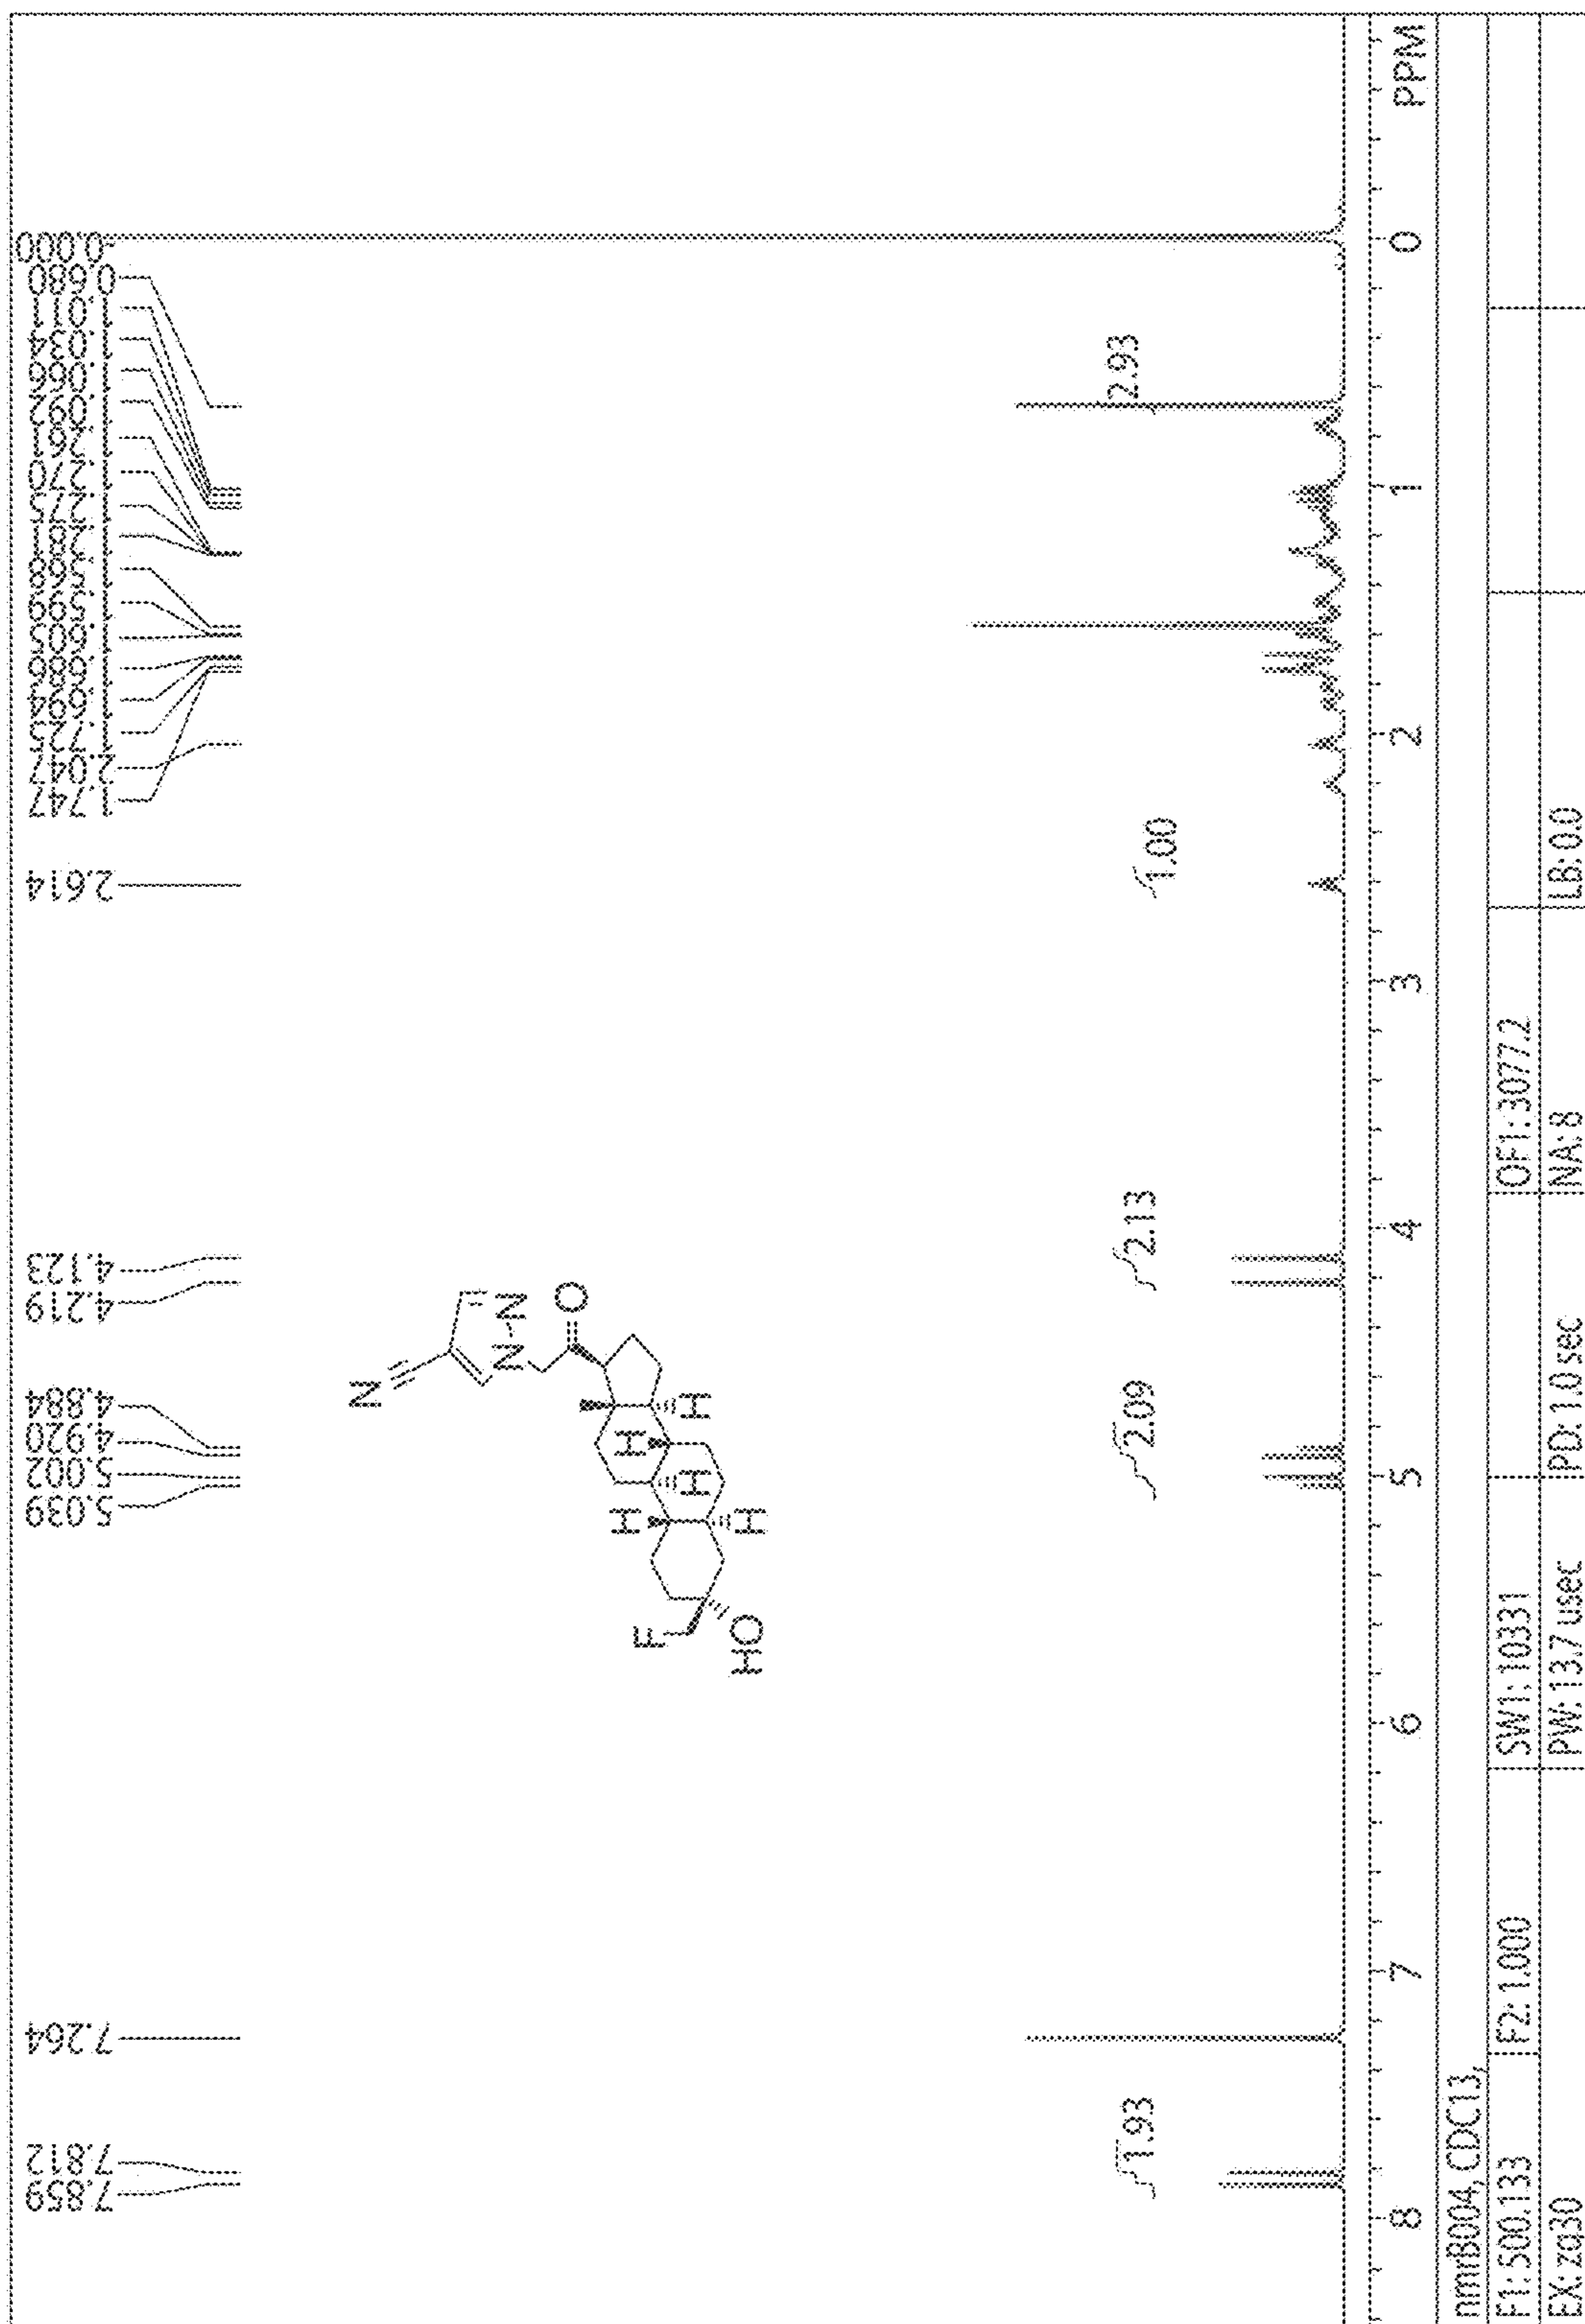 7.859
7.812
7.264
5.039
5.002
4.920
4.884
4.219
4.123
2.614
1.747
2.047
1.725
1.694
1.686
1.605
1.599
1.568
1.281
1.275
1.270
1.261
1.092
1.066
1.034
1.011
0.680
-0.000
N
N
N
O
H
H
H
H
H
F
HO
1.93
2.09
2.13
1.00
2.93
8
7
6
5
4
3
2
1
0
PPM
nmrB004, CDC13,
F1: 500.133
F2: 1.000
SW1: 10331
OF1: 3077.2
EX: zg30
PW: 13.7 usec
PD: 1.0 sec
NA: 8
LB: 0.0